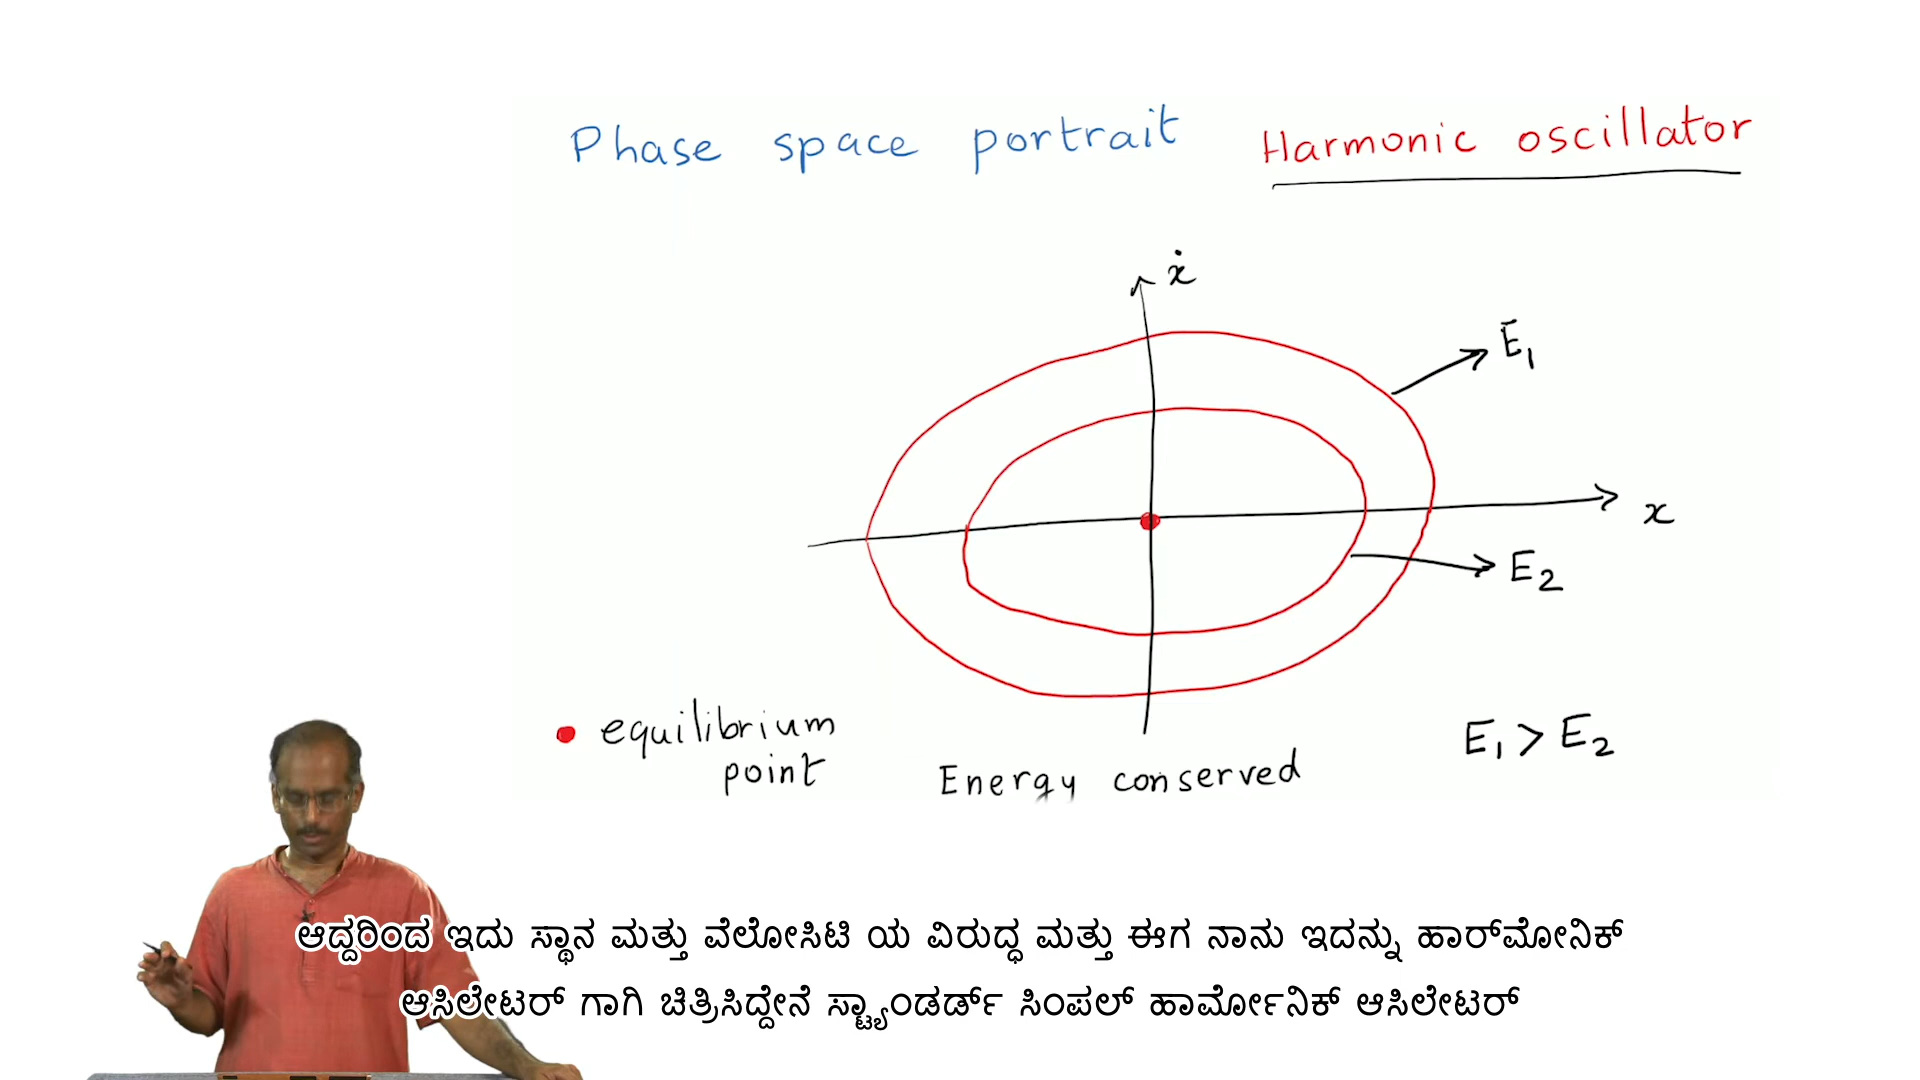 Phase space portrait Harmonic oscillator
ẋ
E₁
x
E₂
equilibrium
point
Energy conserved
E₁ > E₂
ಆದ್ದರಿಂದ ಇದು ಸ್ಥಾನ ಮತ್ತು ವೆಲೋಸಿಟಿ ಯ ವಿರುದ್ಧ ಮತ್ತು ಈಗ ನಾನು ಇದನ್ನು ಹಾರ್‌ಮೋನಿಕ್
ಆಸಿಲೇಟರ್ ಗಾಗಿ ಚಿತ್ರಿಸಿದ್ದೇನೆ ಸ್ಟ್ಯಾಂಡರ್ಡ್ ಸಿಂಪಲ್ ಹಾರ್ಮೋನಿಕ್ ಆಸಿಲೇಟರ್